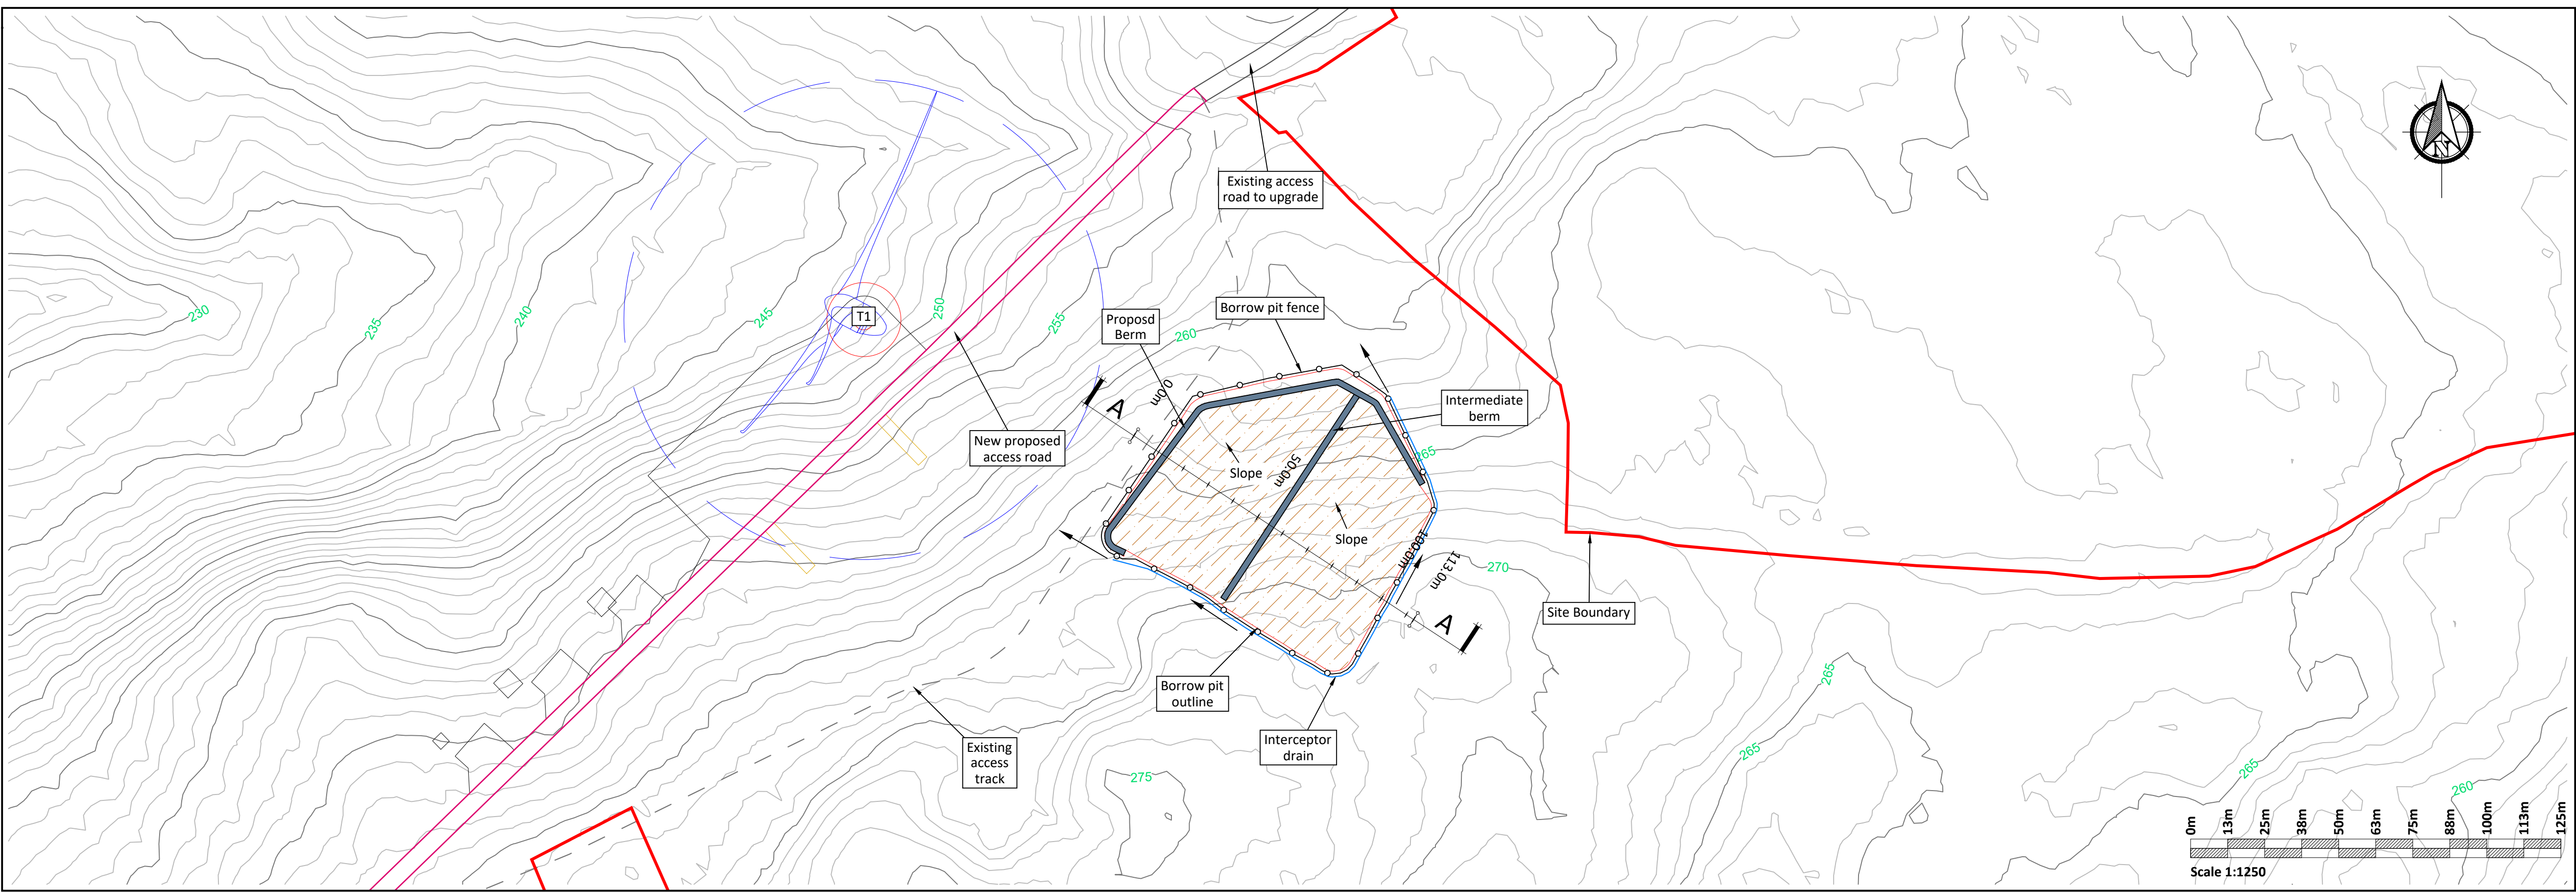 N
Existing access
road to upgrade
230
235
240
245
T1
250
255
260
Borrow pit fence
Proposd
Berm
A
0.0m
Intermediate
berm
New proposed
access road
265
Slope
50.0m
Slope
100.0m
113.0m
270
A
Site Boundary
Borrow pit
outline
Interceptor
drain
Existing
access
track
275
265
265
265
260
0m
13m
25m
38m
50m
63m
75m
88m
100m
113m
125m
Scale 1:1250